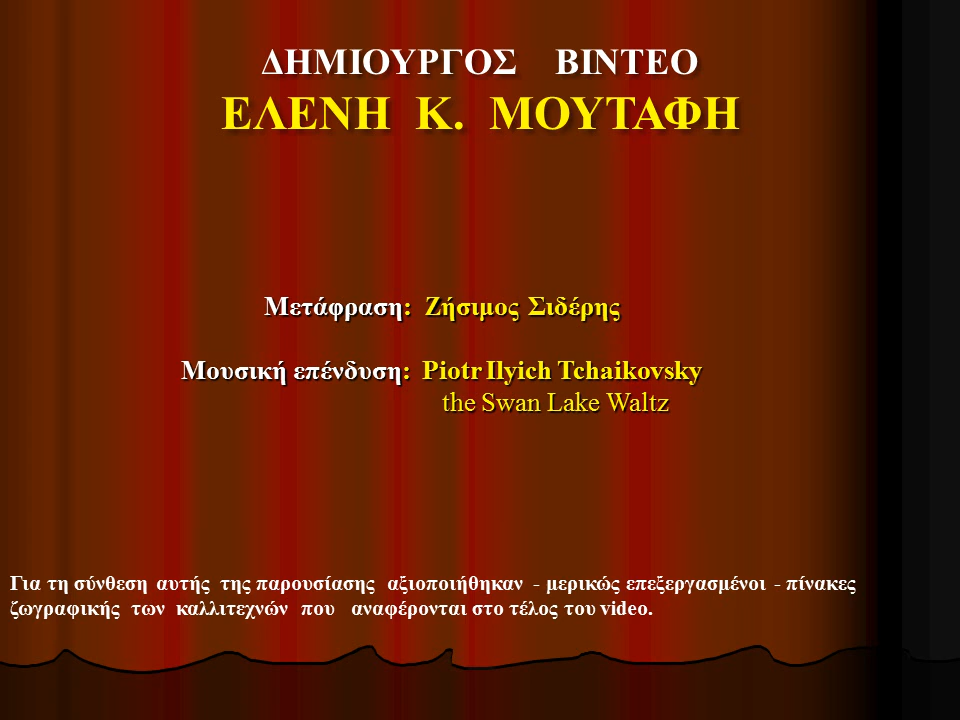 ΔΗΜΙΟΥΡΓΟΣ ΒΙΝΤΕΟ
ΕΛΕΝΗ Κ. ΜΟΥΤΑΦΗ
Μετάφραση: Ζήσιμος Σιδέρης
Μουσική επένδυση: Piotr Ilyich Tchaikovsky
the Swan Lake Waltz
Για τη σύνθεση αυτής της παρουσίασης αξιοποιήθηκαν - μερικώς επεξεργασμένοι - πίνακες
ζωγραφικής των καλλιτεχνών που αναφέρονται στο τέλος του video.